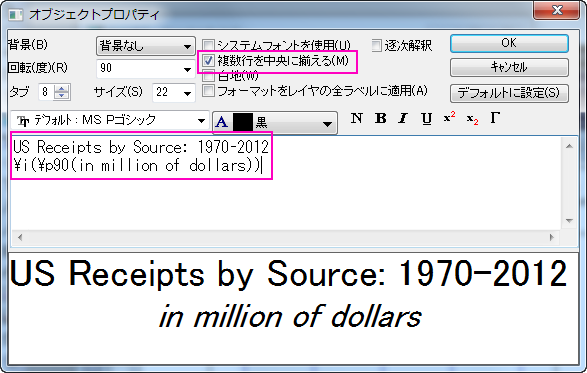 オブジェクトプロパティ
背景(B) 背景なし システムフォントを使用(U) 逐次解釈 OK
複数行を中央に揃える(M)
回転(度)(R) 90 白地(W) キャンセル
タブ 8 サイズ(S) 22 フォーマットをレイヤの全ラベルに適用(A) デフォルトに設定(S)
デフォルト: MS Pゴシック A 黒 N B I U x² x₂ Γ
US Receipts by Source: 1970-2012
¥i(¥p90(in million of dollars))
US Receipts by Source: 1970-2012
in million of dollars